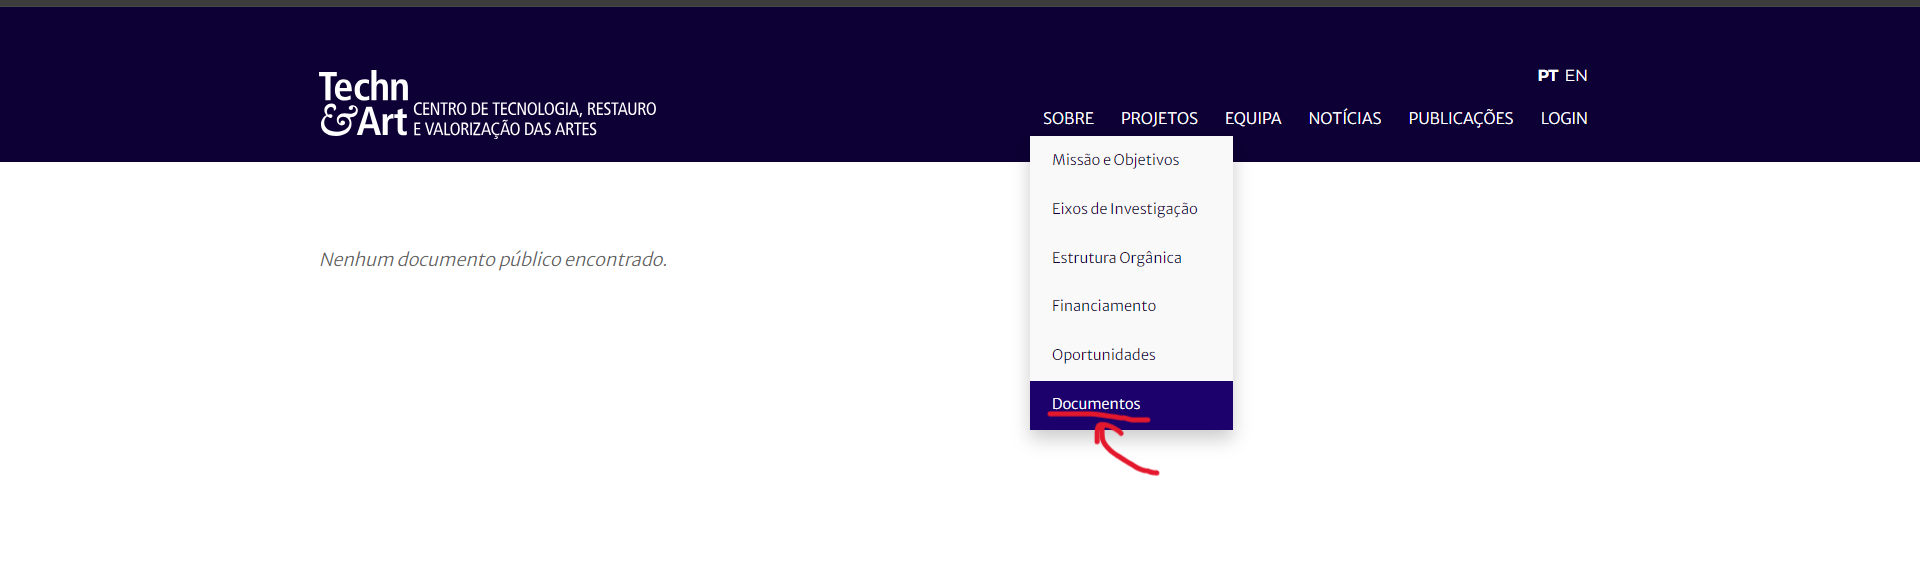 Techn
&Art
CENTRO DE TECNOLOGIA, RESTAURO
E VALORIZAÇÃO DAS ARTES
PT EN
SOBRE PROJETOS EQUIPA NOTÍCIAS PUBLICAÇÕES LOGIN
Missão e Objetivos
Eixos de Investigação
Estrutura Orgânica
Financiamento
Oportunidades
Documentos
Nenhum documento público encontrado.